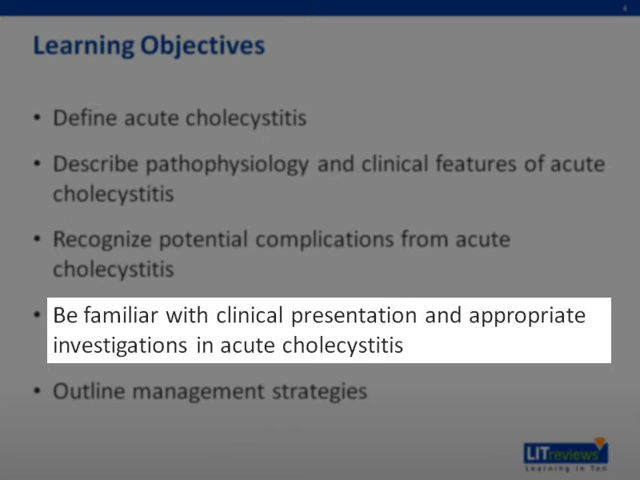 4
Learning Objectives
• Define acute cholecystitis
• Describe pathophysiology and clinical features of acute
cholecystitis
• Recognize potential complications from acute
cholecystitis
• Be familiar with clinical presentation and appropriate
investigations in acute cholecystitis
• Outline management strategies
LITreviews
Learning in Ten